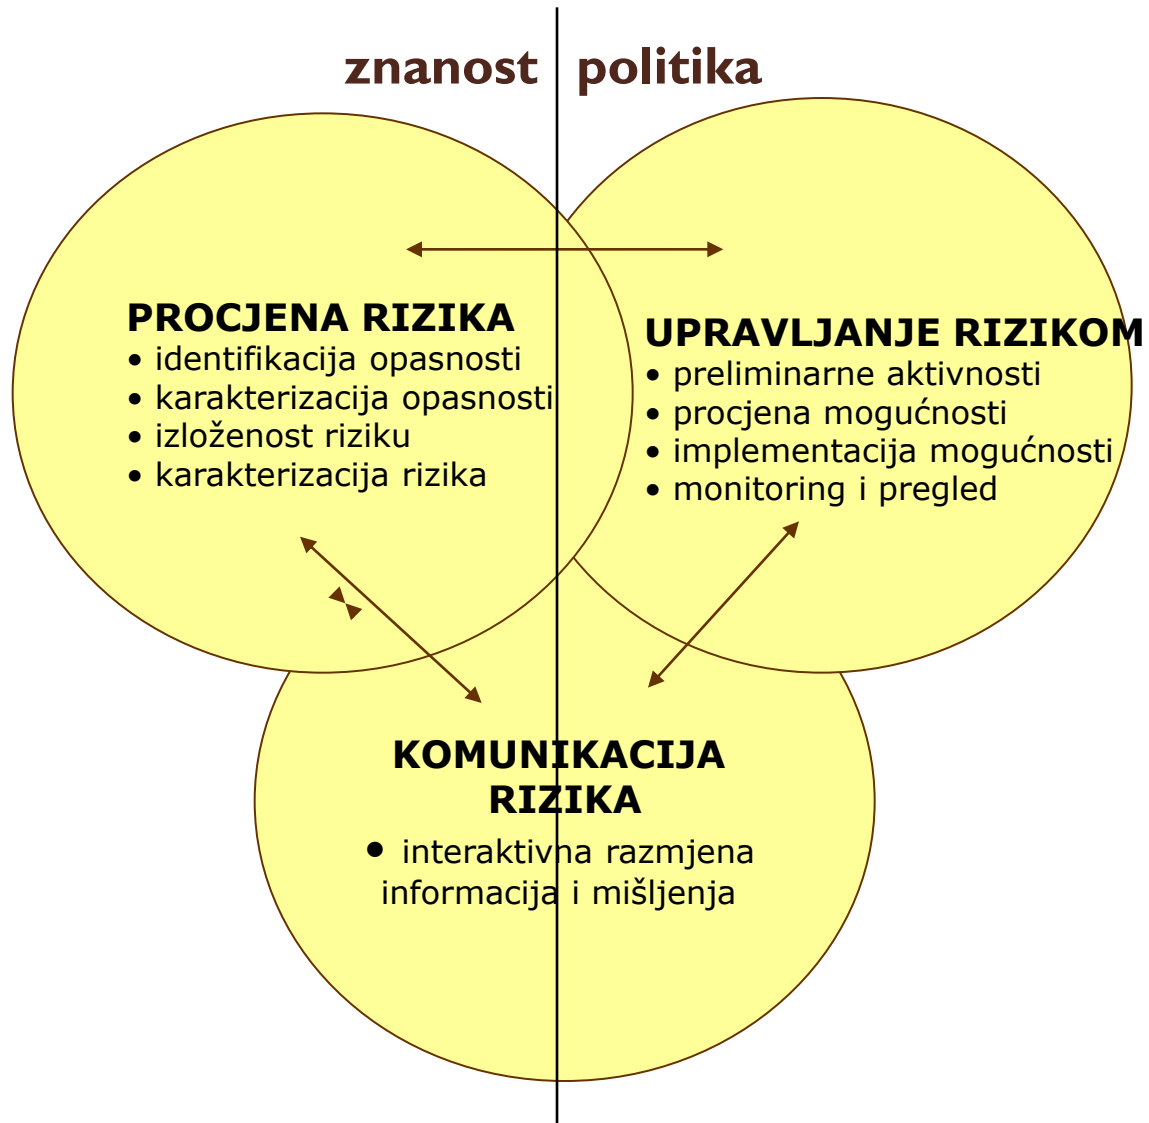 znanost politika
PROCJENA RIZIKA
• identifikacija opasnosti
• karakterizacija opasnosti
• izloženost riziku
• karakterizacija rizika
UPRAVLJANJE RIZIKOM
• preliminarne aktivnosti
• procjena mogućnosti
• implementacija mogućnosti
• monitoring i pregled
KOMUNIKACIJA
RIZIKA
• interaktivna razmjena
informacija i mišljenja